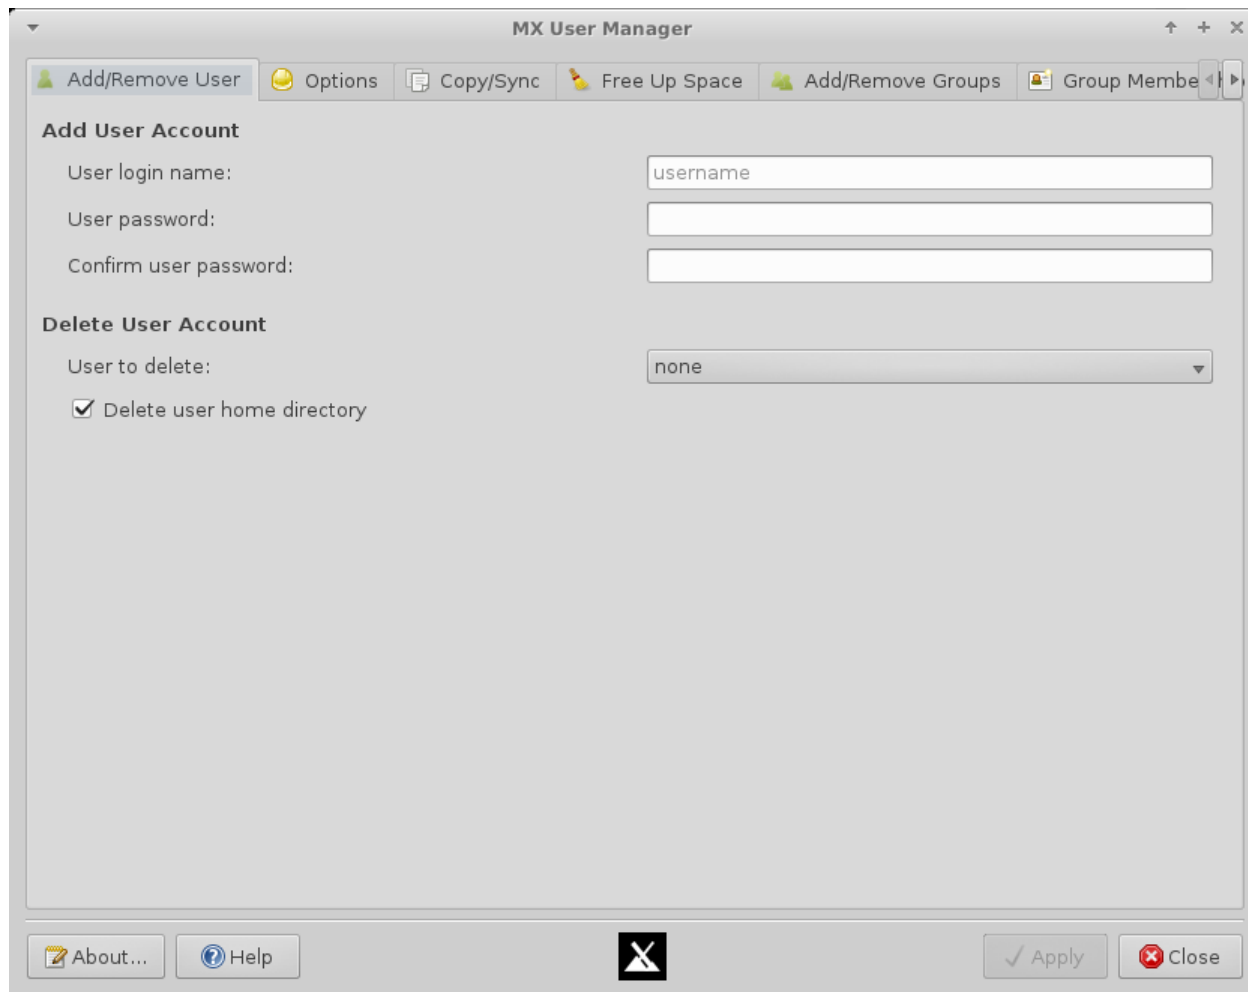 MX User Manager
Add/Remove User Options Copy/Sync Free Up Space Add/Remove Groups Group Membe
Add User Account
User login name: username
User password:
Confirm user password:
Delete User Account
User to delete: none
Delete user home directory
About... Help Apply Close